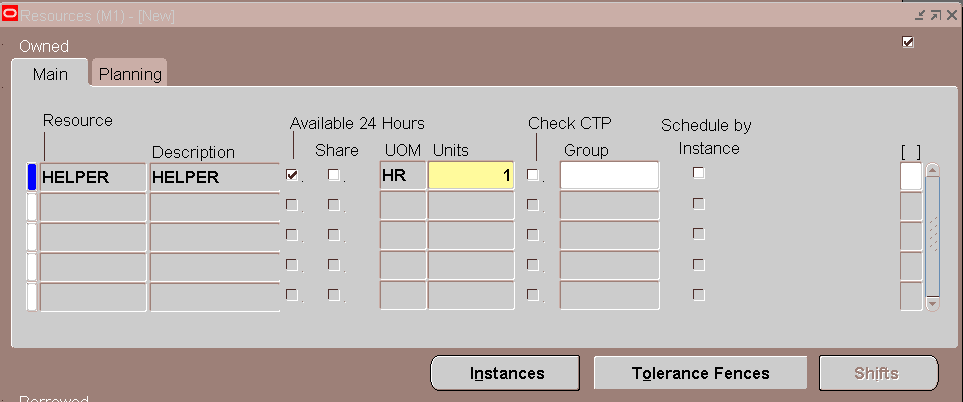 Resources (M1) - [New]
Owned
Main Planning
Resource
Available 24 Hours Check CTP Schedule by
Description Share UOM Units Group Instance [ ]
HELPER HELPER HR 1
Instances Tolerance Fences Shifts
Borrowed